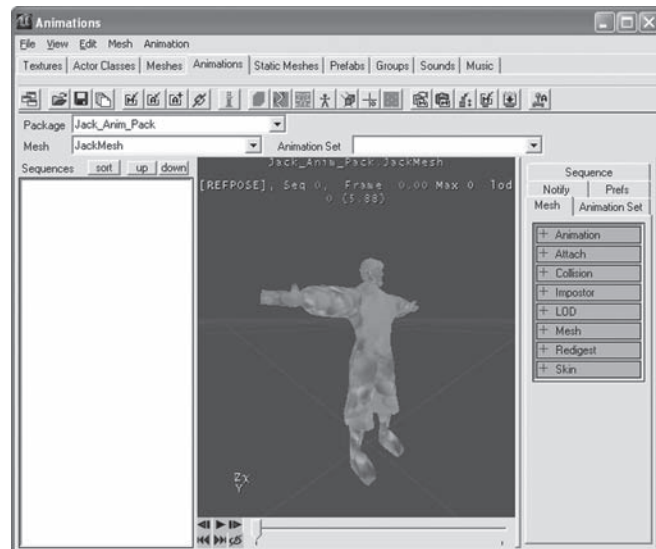 Animations
File View Edit Mesh Animation
Textures Actor Classes Meshes Animations Static Meshes Prefabs Groups Sounds Music
Package Jack_Anim_Pack
Mesh JackMesh Animation Set
Sequences sort up down
Jack_Anim_Pack.JackMesh
[REFPOSE], Seq 0, Frame 0.00 Max 0 lod
0 (5.88)
Sequence
Notify Prefs
Mesh Animation Set
+ Animation
+ Attach
+ Collision
+ Impostor
+ LOD
+ Mesh
+ Redigest
+ Skin
Zx
Y